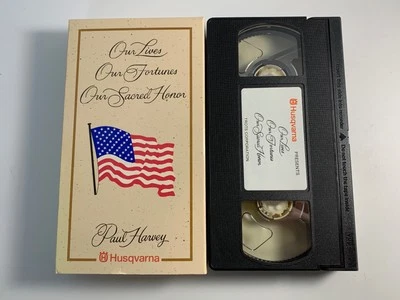 Our Lives
Our Fortunes
Our Sacred Honor
Paul Harvey
Husqvarna
Husqvarna
PRESENTS
Our Lives
Our Fortunes
Our Sacred Honor
Do not touch the tape inside